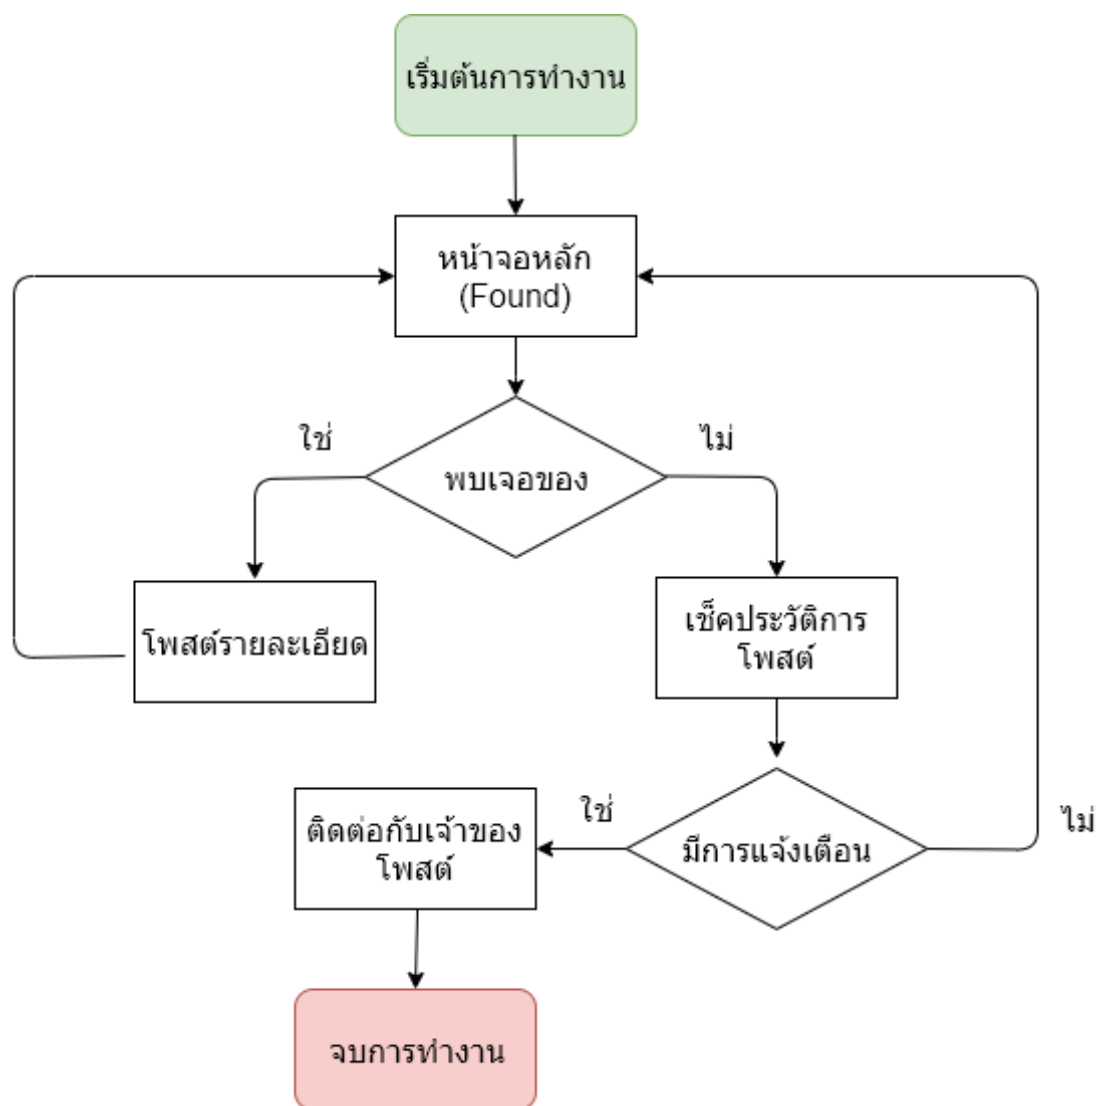 เริ่มต้นการทำงาน
หน้าจอหลัก
(Found)
ใช่
ไม่
พบเจอของ
โพสต์รายละเอียด
เช็คประวัติการ
โพสต์
ใช่
ไม่
ติดต่อกับเจ้าของ
โพสต์
มีการแจ้งเตือน
จบการทำงาน